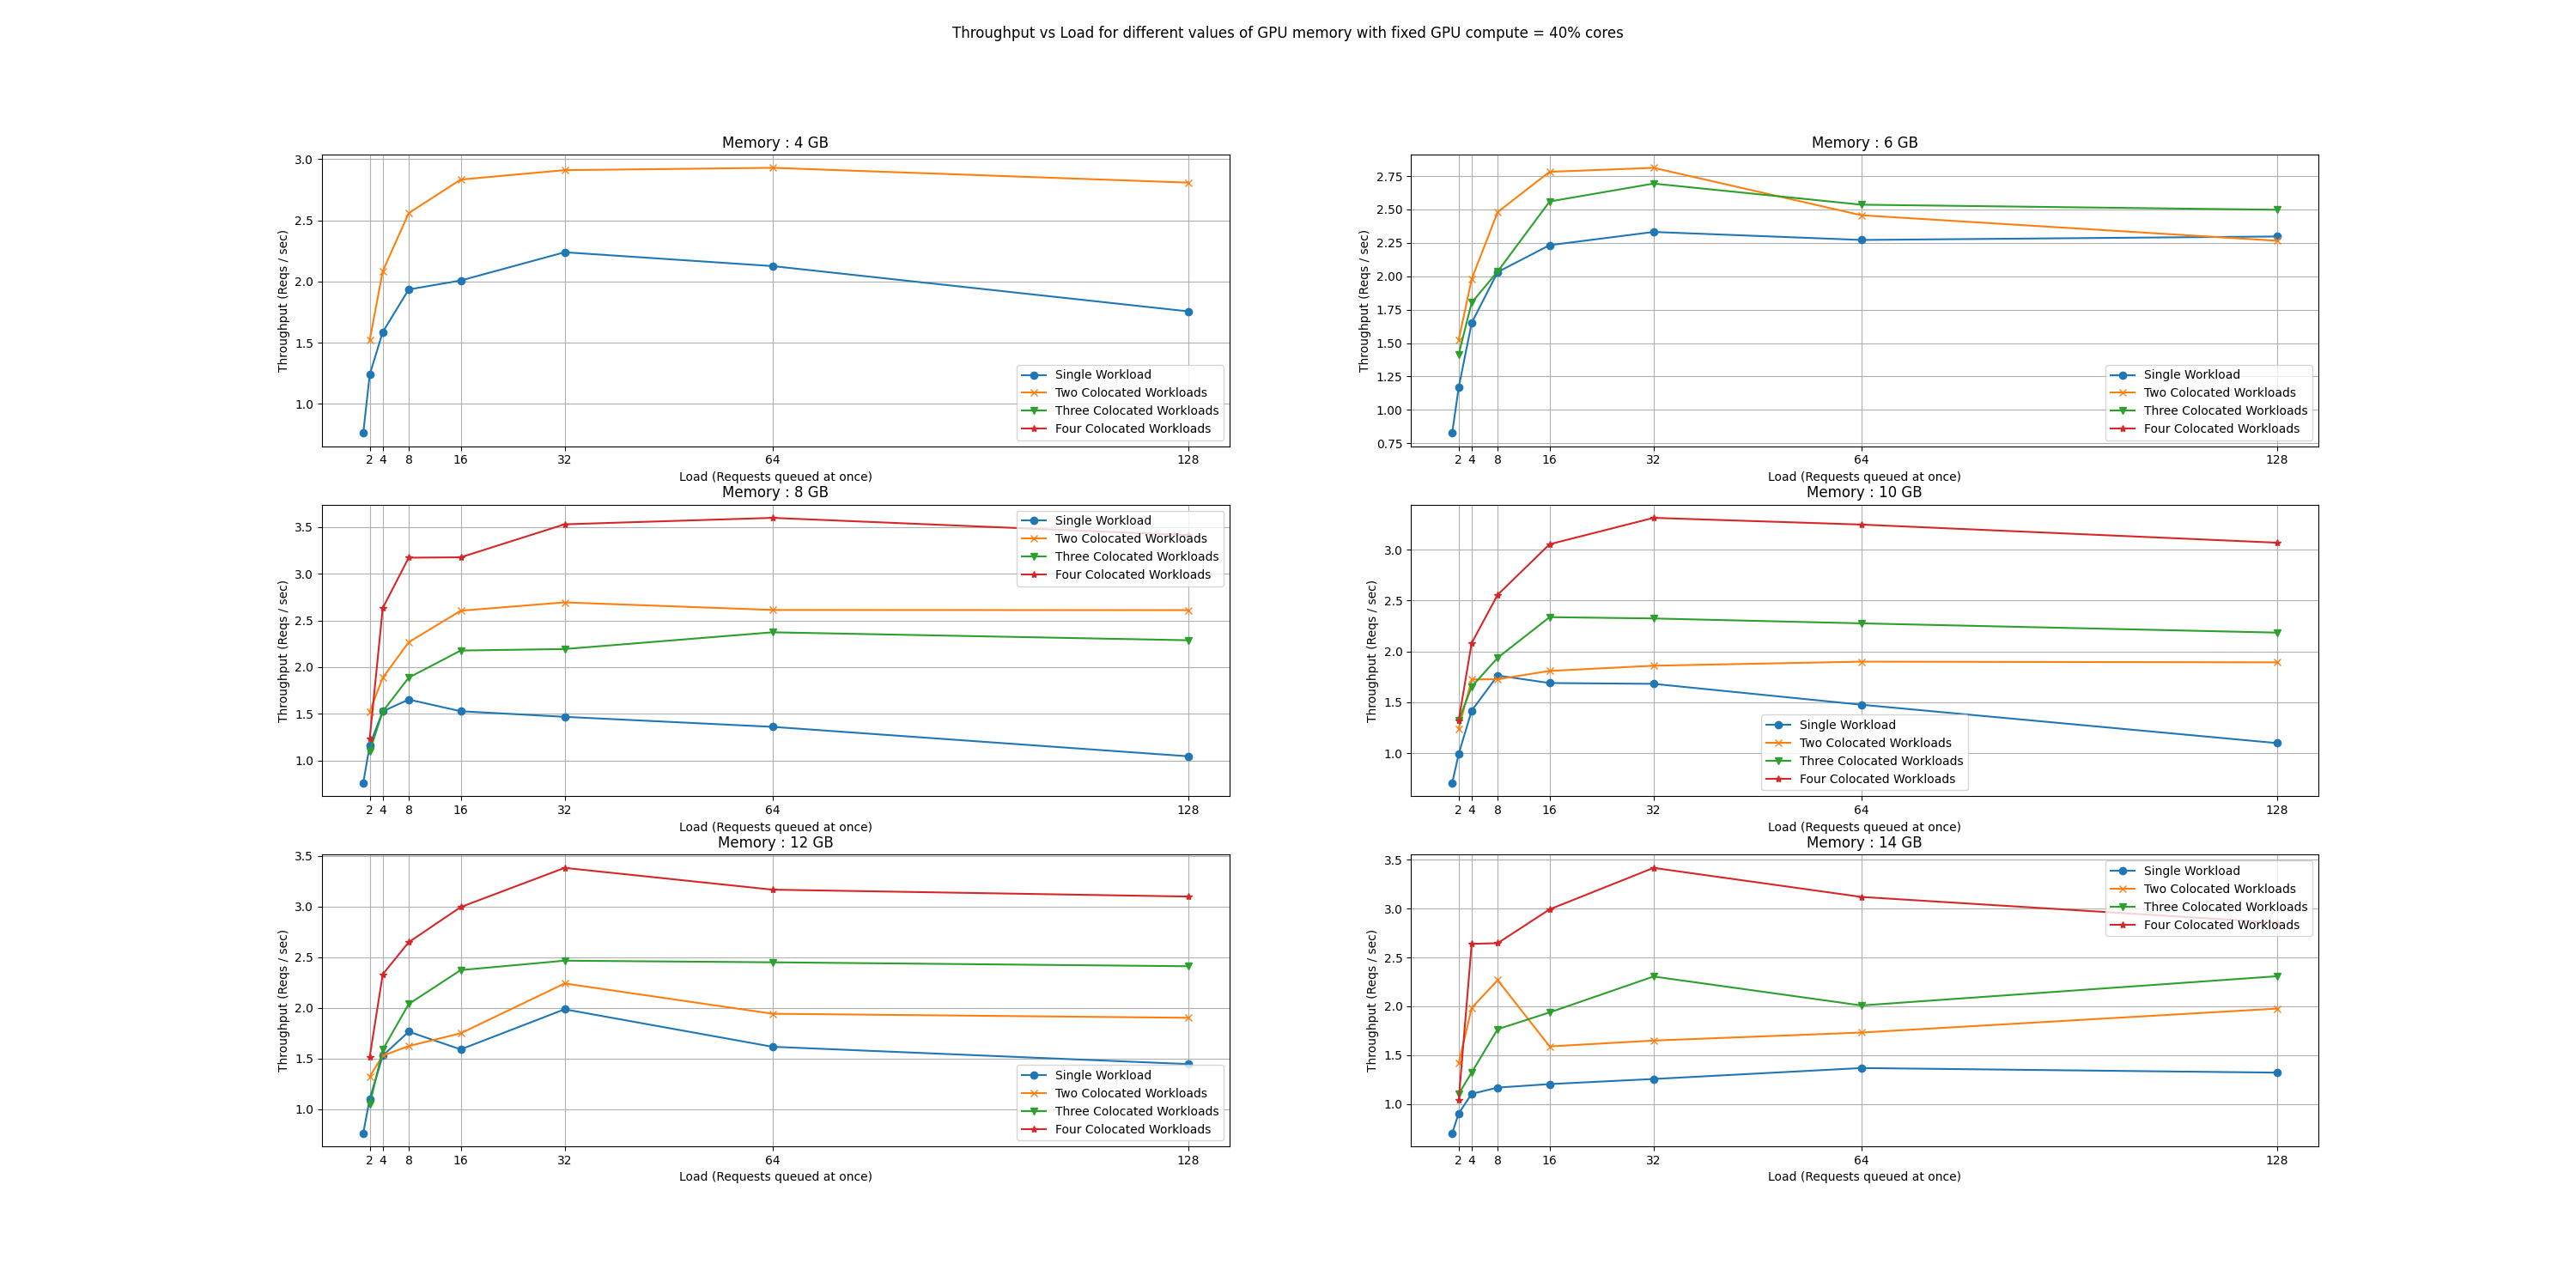 Throughput vs Load for different values of GPU memory with fixed GPU compute = 40% cores
Memory : 4 GB
3.0
2.5
2.0
1.5
1.0
Throughput (Reqs / sec)
Single Workload
Two Colocated Workloads
Three Colocated Workloads
Four Colocated Workloads
2 4 8 16 32 64 128
Load (Requests queued at once)
Memory : 6 GB
2.75
2.50
2.25
2.00
1.75
1.50
1.25
1.00
0.75
Throughput (Reqs / sec)
Single Workload
Two Colocated Workloads
Three Colocated Workloads
Four Colocated Workloads
2 4 8 16 32 64 128
Load (Requests queued at once)
Memory : 8 GB
3.5
3.0
2.5
2.0
1.5
1.0
Throughput (Reqs / sec)
Single Workload
Two Colocated Workloads
Three Colocated Workloads
Four Colocated Workloads
2 4 8 16 32 64 128
Load (Requests queued at once)
Memory : 10 GB
3.0
2.5
2.0
1.5
1.0
Throughput (Reqs / sec)
Single Workload
Two Colocated Workloads
Three Colocated Workloads
Four Colocated Workloads
2 4 8 16 32 64 128
Load (Requests queued at once)
Memory : 12 GB
3.5
3.0
2.5
2.0
1.5
1.0
Throughput (Reqs / sec)
Single Workload
Two Colocated Workloads
Three Colocated Workloads
Four Colocated Workloads
2 4 8 16 32 64 128
Load (Requests queued at once)
Memory : 14 GB
3.5
3.0
2.5
2.0
1.5
1.0
Throughput (Reqs / sec)
Single Workload
Two Colocated Workloads
Three Colocated Workloads
Four Colocated Workloads
2 4 8 16 32 64 128
Load (Requests queued at once)